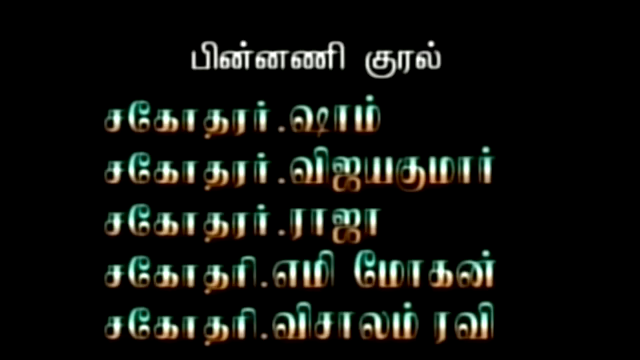 பின்னணி குரல்
சகோதரர்.ஷாம்
சகோதரர்.விஜயகுமார்
சகோதரர்.ராஜா
சகோதரி.எமி மோகன்
சகோதரி.விசாலம் ரவி